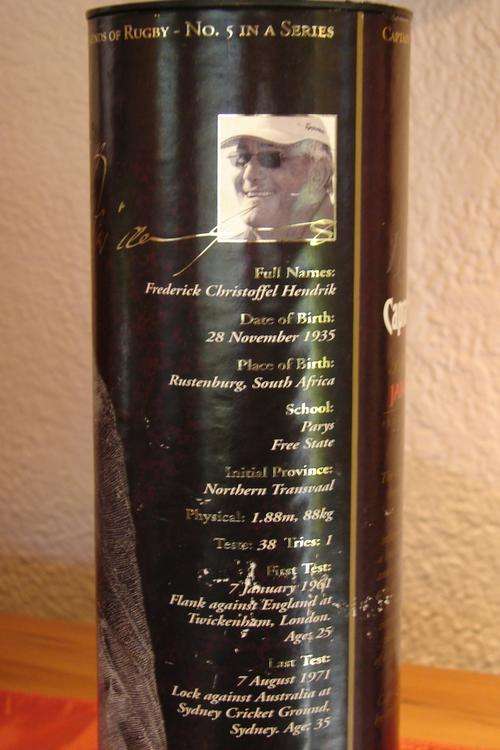 of Rugby - No. 5 in a Series
Full Names:
Frederick Christoffel Hendrik
Date of Birth:
28 November 1935
Place of Birth:
Rustenburg, South Africa
School:
Parys
Free State
Initial Province:
Northern Transvaal
Physical: 1.88m, 88kg
Tests: 38 Tries: 1
First Test:
7 January 1961
Flank against England at
Twickenham, London.
Age: 25
Last Test:
7 August 1971
Lock against Australia at
Sydney Cricket Ground,
Sydney. Age: 35